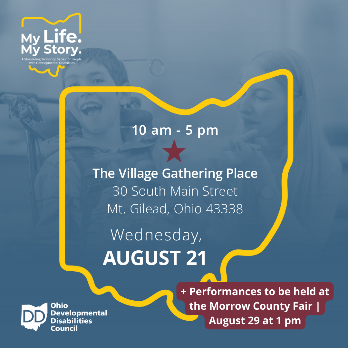 My Life.
My Story.
10 am - 5 pm
The Village Gathering Place
30 South Main Street
Mt. Gilead, Ohio 43338
Wednesday,
AUGUST 21
+ Performances to be held at
the Morrow County Fair |
August 29 at 1 pm
DD
Ohio
Developmental
Disabilities
Council